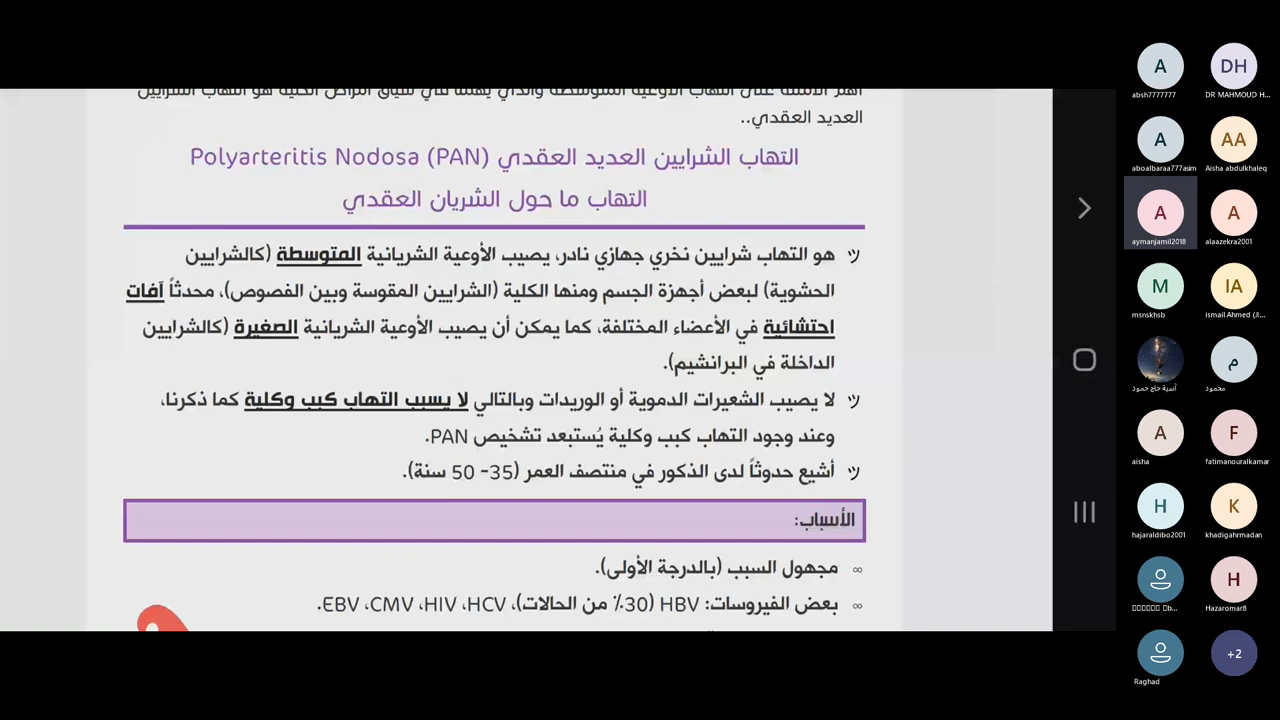 العديد العقدي..
التهاب الشرايين العديد العقدي Polyarteritis Nodosa (PAN)
التهاب ما حول الشريان العقدي
ツ هو التهاب شرايين نخري جهازي نادر، يصيب الأوعية الشريانية المتوسطة (كالشرايين
الحشوية) لبعض أجهزة الجسم ومنها الكلية (الشرايين المقوسة وبين الفصوص)، محدثاً آفات
احتشائية في الأعضاء المختلفة، كما يمكن أن يصيب الأوعية الشريانية الصغيرة (كالشرايين
الداخلة في البرانشيم).
ツ لا يصيب الشعيرات الدموية أو الوريدات وبالتالي لا يسبب التهاب كبب وكلية كما ذكرنا،
وعند وجود التهاب كبب وكلية يُستبعد تشخيص PAN.
ツ أشيع حدوثاً لدى الذكور في منتصف العمر (35- 50 سنة).
الأسباب:
∞ مجهول السبب (بالدرجة الأولى).
∞ بعض الفيروسات: HBV (30٪ من الحالات)، HCV، HIV، CMV، EBV.
A
absh7777777
DH
DR MAHMOUD H...
A
aboalbaraa777asim
AA
Aisha abdulkhaleq
A
aymanjamil2018
A
alaazekra2001
M
msnskhsb
IA
ismail Ahmed (Jl...
آسية حاج حمود
م
محمود
A
aisha
F
fatimanouralkamar
H
hajaraldibo2001
K
khadigahrmadan
H
Hazaromar8
Raghad
+2